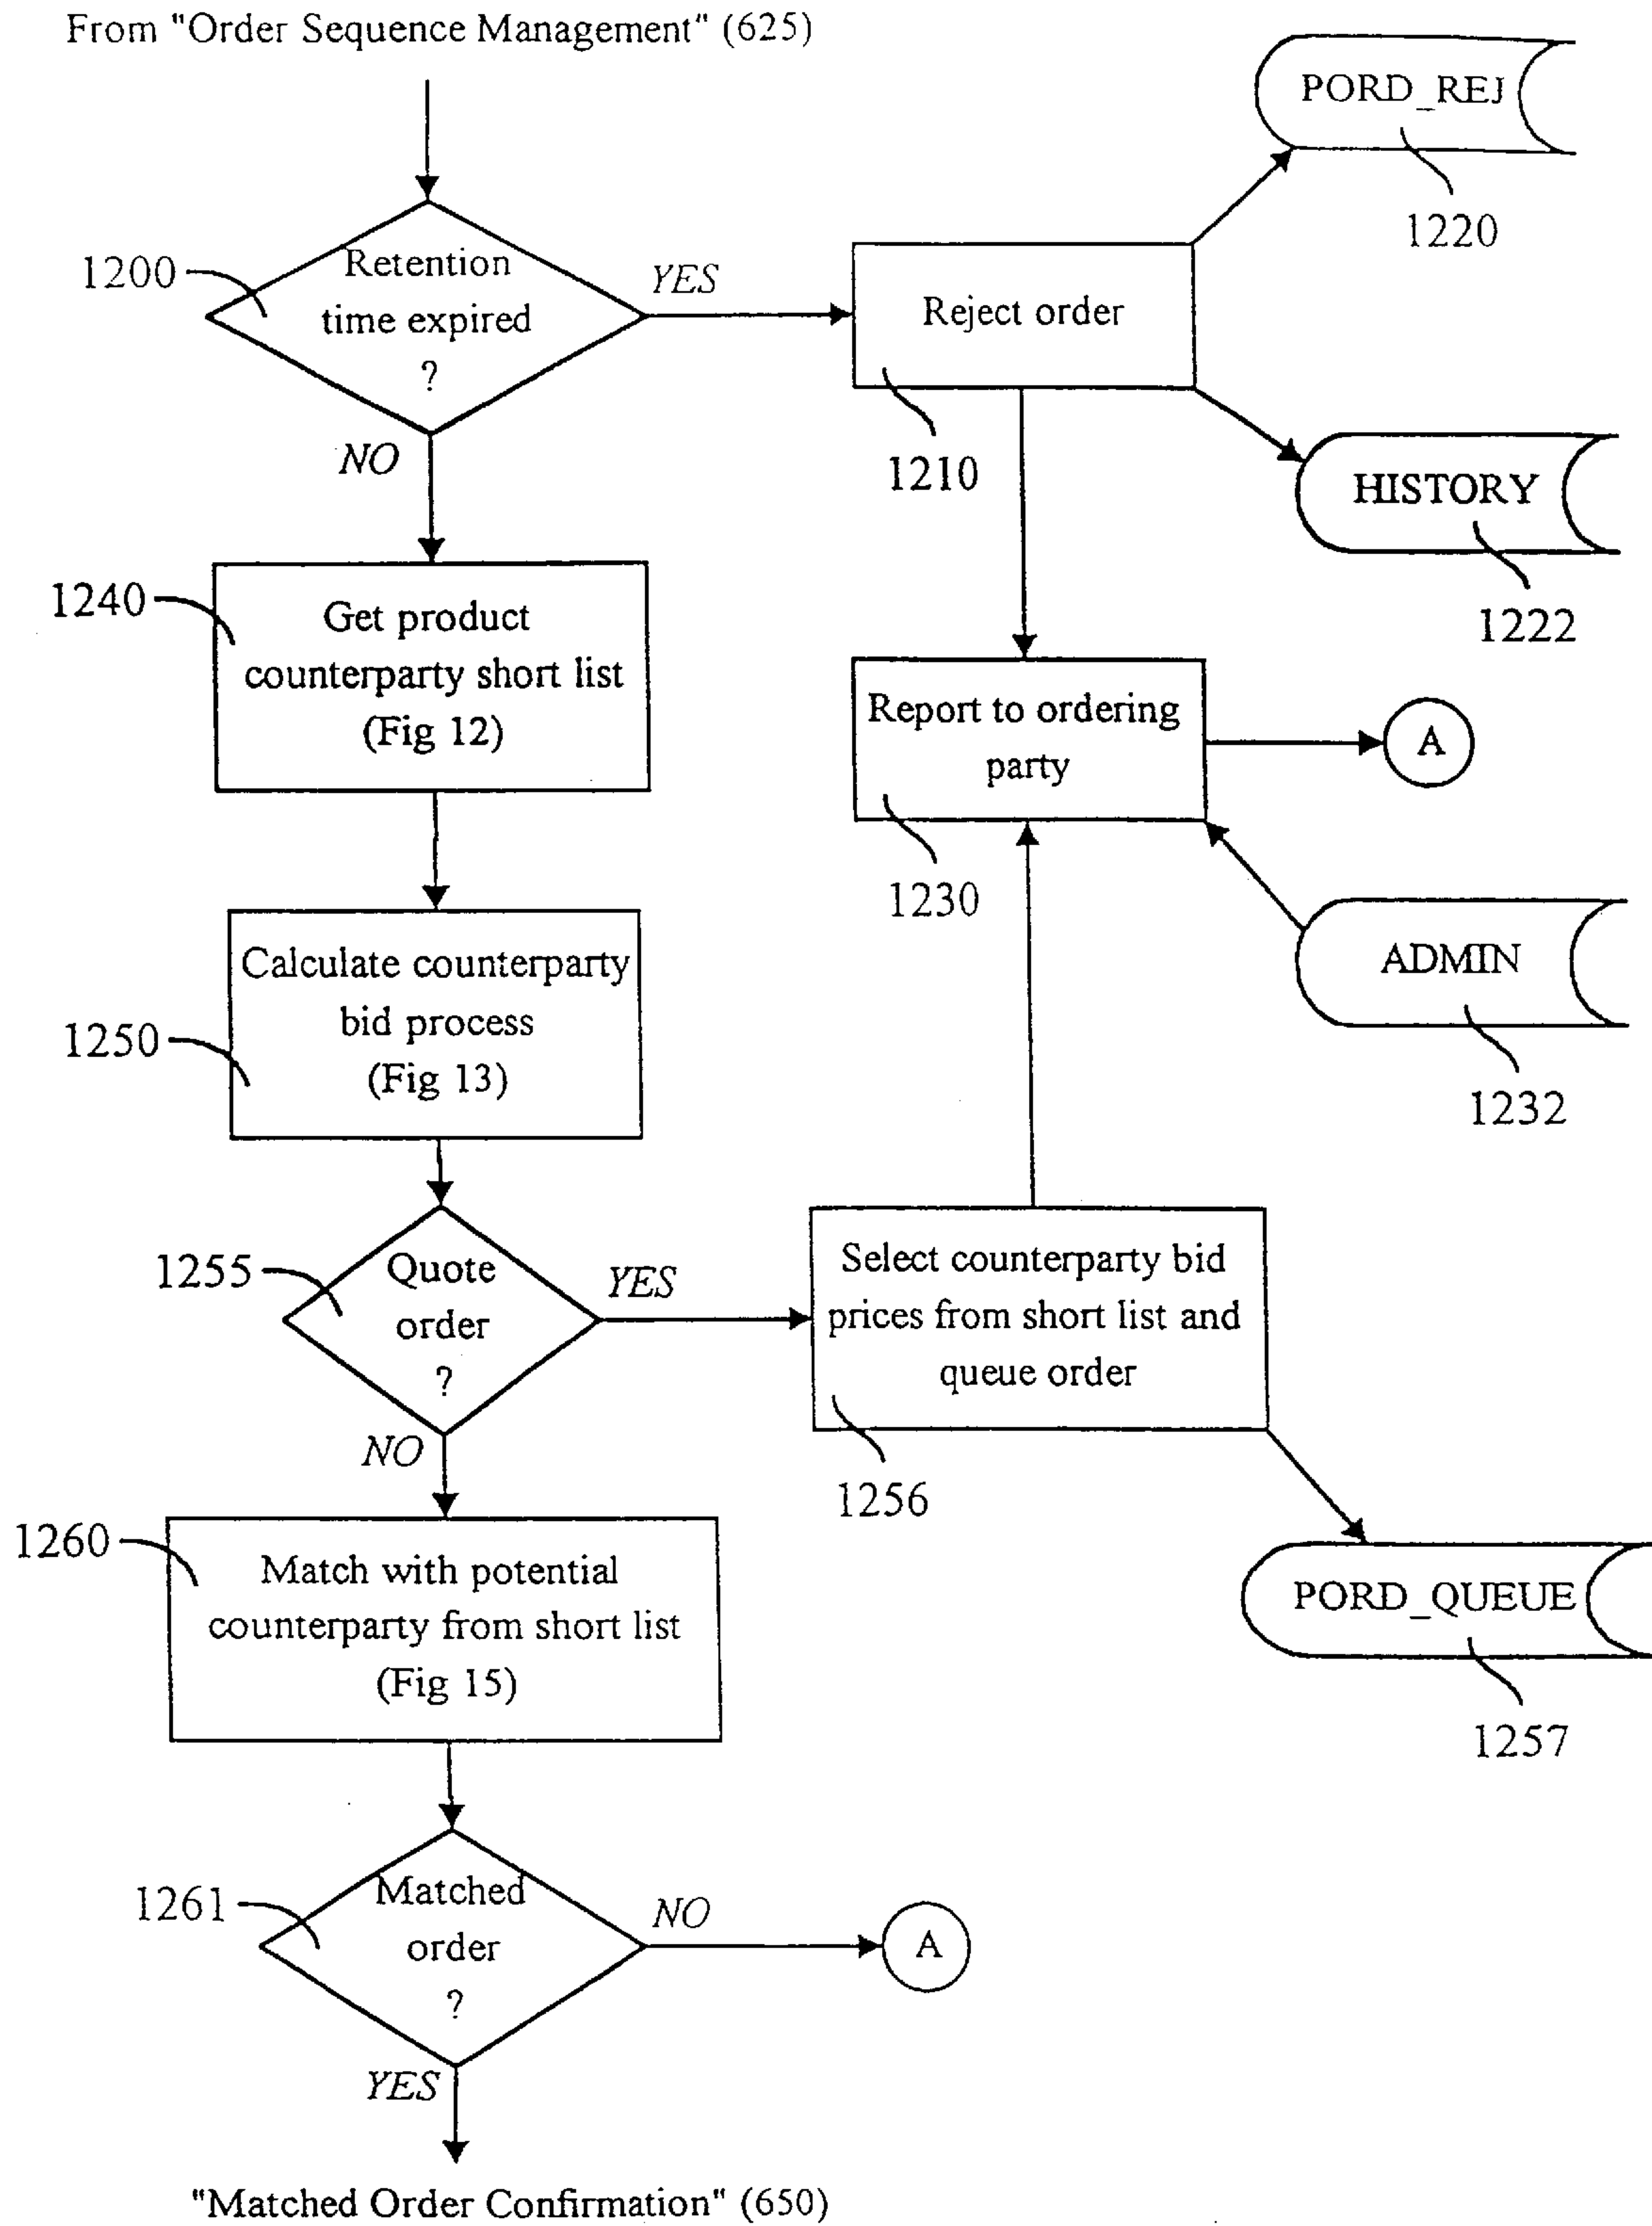 From "Order Sequence Management" (625)
PORD_REJ
1220
1200
Retention
time expired
?
YES
Reject order
1210
NO
HISTORY
1222
1240
Get product
counterparty short list
(Fig 12)
Report to ordering
party
1230
A
ADMIN
1232
1250
Calculate counterparty
bid process
(Fig 13)
1255
Quote
order
?
YES
Select counterparty bid
prices from short list and
queue order
1256
NO
PORD_QUEUE
1257
1260
Match with potential
counterparty from short list
(Fig 15)
1261
Matched
order
?
NO
A
YES
"Matched Order Confirmation" (650)